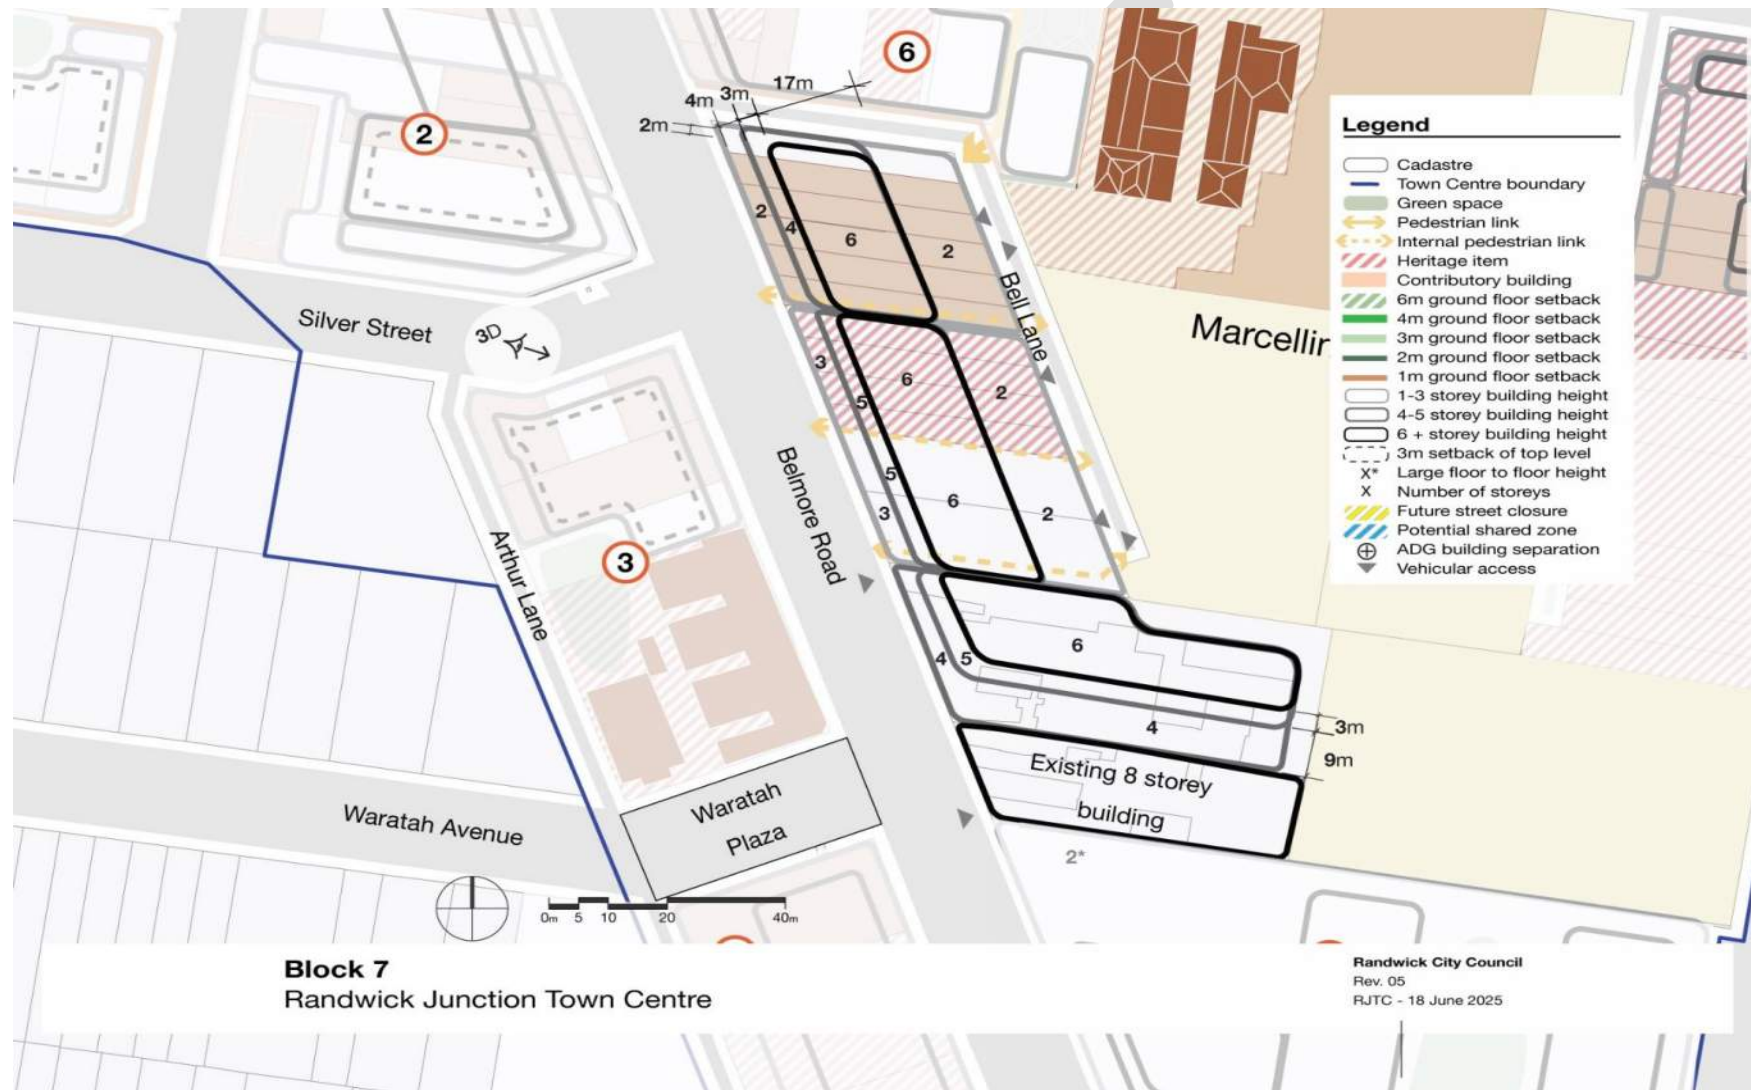 6
17m
3m
4m
2m
2
Legend
Cadastre
Town Centre boundary
Green space
Pedestrian link
Internal pedestrian link
Heritage item
Contributory building
6m ground floor setback
4m ground floor setback
3m ground floor setback
2m ground floor setback
1m ground floor setback
1-3 storey building height
4-5 storey building height
6 + storey building height
3m setback of top level
X* Large floor to floor height
X Number of storeys
Future street closure
Potential shared zone
ADG building separation
Vehicular access
2
4
6
2
Bell Lane
Silver Street
3D
Marcellin
3
5
6
2
Belmore Road
5
3
6
2
Arthur Lane
3
4
5
6
4
3m
9m
Existing 8 storey
building
Waratah
Plaza
Waratah Avenue
2*
0m 5 10 20 40m
Block 7
Randwick Junction Town Centre
Randwick City Council
Rev. 05
RJTC - 18 June 2025